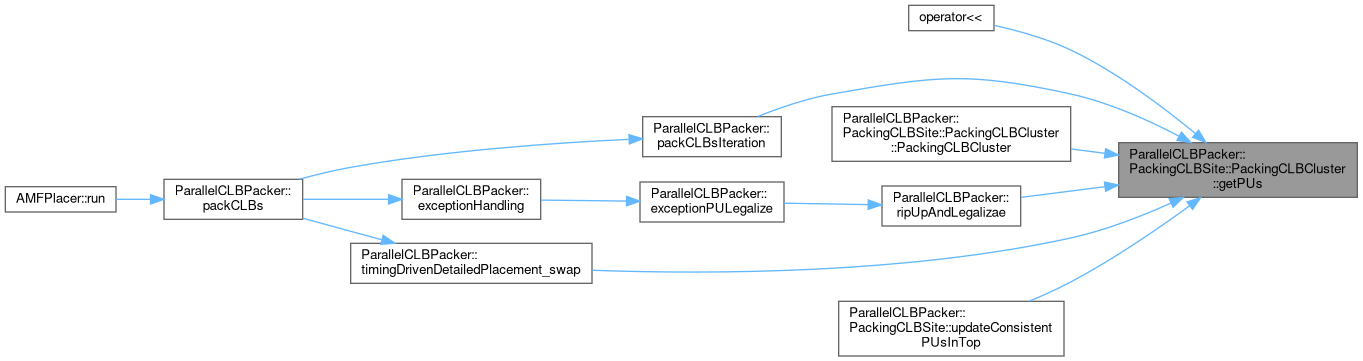 operator<<
ParallelCLBPacker::
packCLBsIteration
ParallelCLBPacker::
PackingCLBSite::PackingCLBCluster
::PackingCLBCluster
ParallelCLBPacker::
PackingCLBSite::PackingCLBCluster
::getPUs
AMFPlacer::run
ParallelCLBPacker::
packCLBs
ParallelCLBPacker::
exceptionHandling
ParallelCLBPacker::
exceptionPULegalize
ParallelCLBPacker::
ripUpAndLegalizae
ParallelCLBPacker::
timingDrivenDetailedPlacement_swap
ParallelCLBPacker::
PackingCLBSite::updateConsistent
PUsInTop